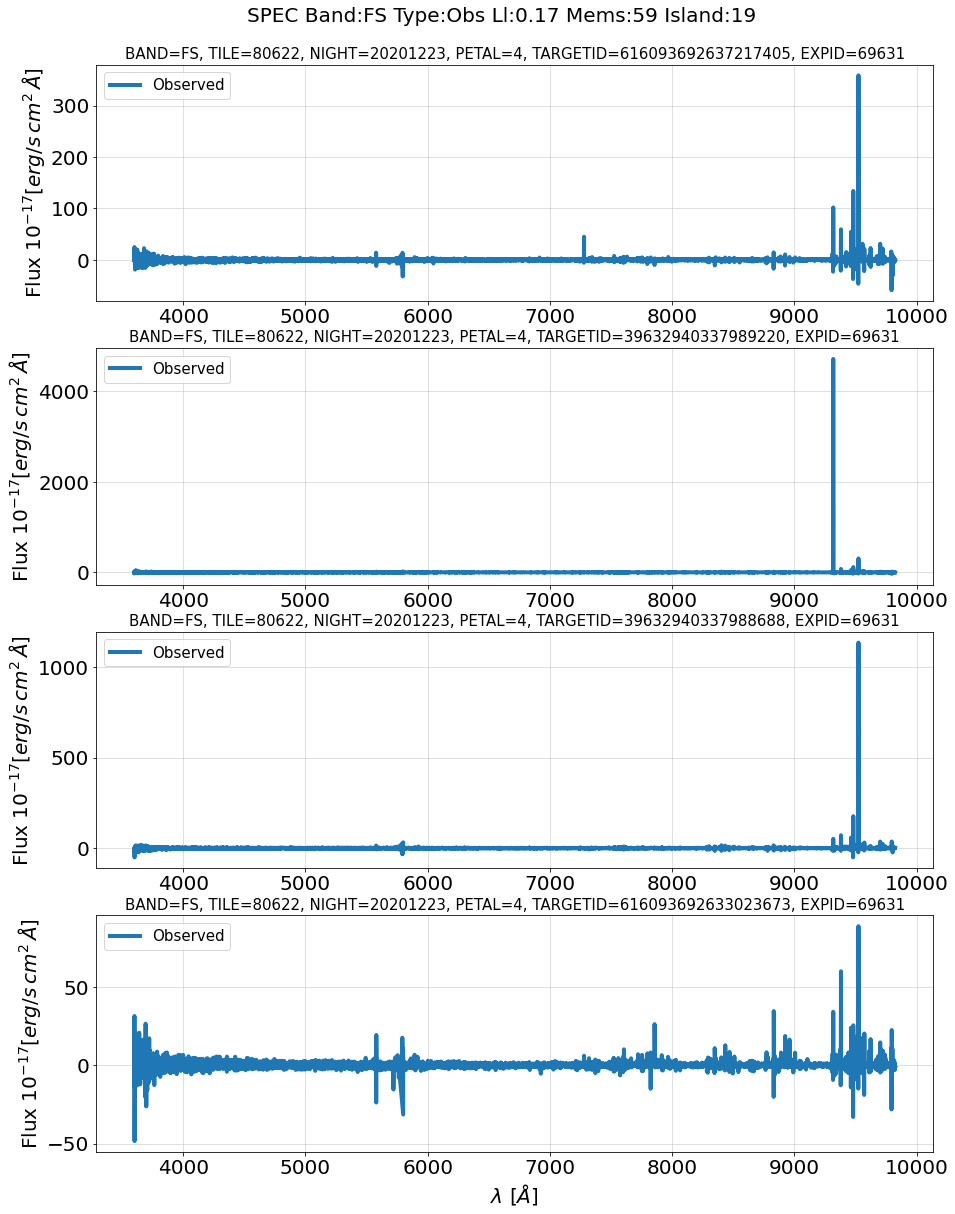 SPEC Band:FS Type:Obs Ll:0.17 Mems:59 Island:19
BAND=FS, TILE=80622, NIGHT=20201223, PETAL=4, TARGETID=616093692637217405, EXPID=69631
Observed
Flux 10^{-17}[erg/s cm^2 Å]
300
200
100
0
4000 5000 6000 7000 8000 9000 10000
BAND=FS, TILE=80622, NIGHT=20201223, PETAL=4, TARGETID=39632940337989220, EXPID=69631
Observed
Flux 10^{-17}[erg/s cm^2 Å]
4000
2000
0
4000 5000 6000 7000 8000 9000 10000
BAND=FS, TILE=80622, NIGHT=20201223, PETAL=4, TARGETID=39632940337988688, EXPID=69631
Observed
Flux 10^{-17}[erg/s cm^2 Å]
1000
500
0
4000 5000 6000 7000 8000 9000 10000
BAND=FS, TILE=80622, NIGHT=20201223, PETAL=4, TARGETID=616093692633023673, EXPID=69631
Observed
Flux 10^{-17}[erg/s cm^2 Å]
50
0
−50
4000 5000 6000 7000 8000 9000 10000
λ [Å]